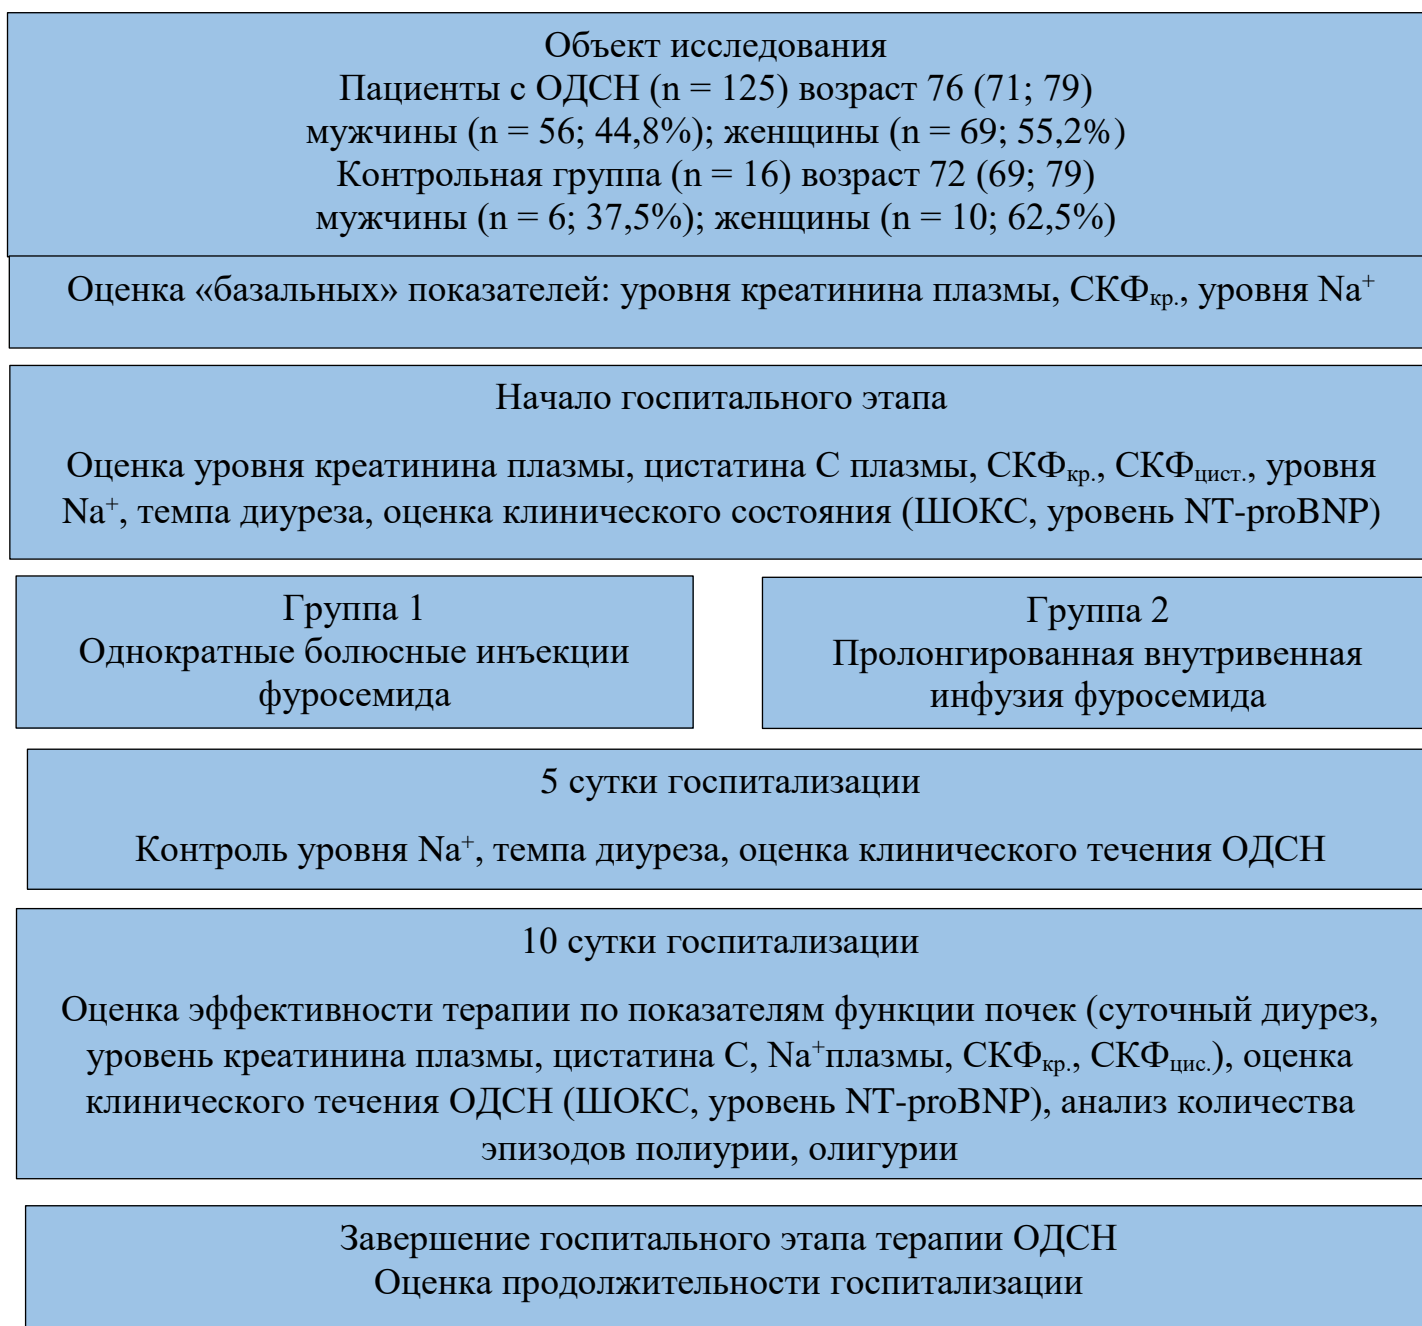 Объект исследования
Пациенты с ОДСН (n = 125) возраст 76 (71; 79)
мужчины (n = 56; 44,8%); женщины (n = 69; 55,2%)
Контрольная группа (n = 16) возраст 72 (69; 79)
мужчины (n = 6; 37,5%); женщины (n = 10; 62,5%)
Оценка «базальных» показателей: уровня креатинина плазмы, СКФкр., уровня Na⁺
Начало госпитального этапа
Оценка уровня креатинина плазмы, цистатина С плазмы, СКФкр., СКФцист., уровня
Na⁺, темпа диуреза, оценка клинического состояния (ШОКС, уровень NT-proBNP)
Группа 1
Однократные болюсные инъекции
фуросемида
Группа 2
Пролонгированная внутривенная
инфузия фуросемида
5 сутки госпитализации
Контроль уровня Na⁺, темпа диуреза, оценка клинического течения ОДСН
10 сутки госпитализации
Оценка эффективности терапии по показателям функции почек (суточный диурез,
уровень креатинина плазмы, цистатина С, Na⁺плазмы, СКФкр., СКФцис.), оценка
клинического течения ОДСН (ШОКС, уровень NT-proBNP), анализ количества
эпизодов полиурии, олигурии
Завершение госпитального этапа терапии ОДСН
Оценка продолжительности госпитализации